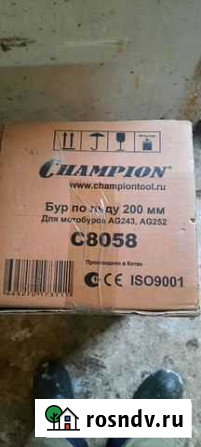 CHAMPION®
www.championtool.ru
Бур по льду 200 мм
Для мотобуров AG243, AG252
C8058
Произведено в Китае
CE ISO9001
rosndv.ru